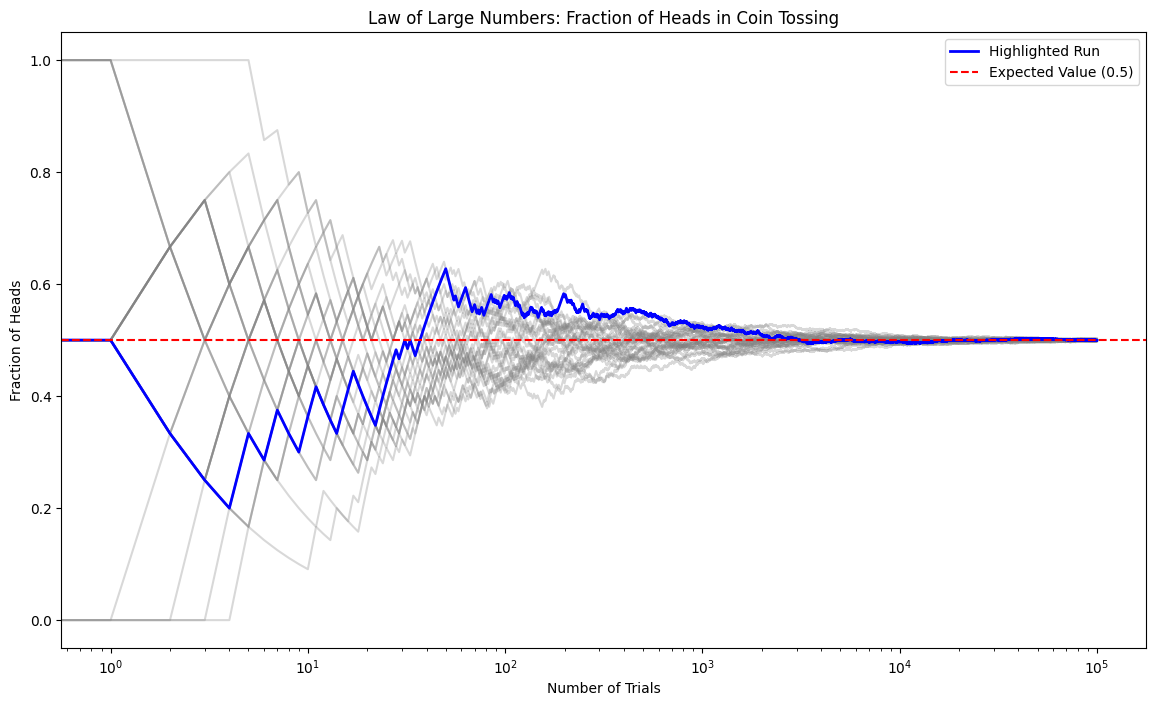 Law of Large Numbers: Fraction of Heads in Coin Tossing
Highlighted Run
Expected Value (0.5)
1.0
0.8
0.6
0.4
0.2
0.0
Fraction of Heads
10⁰
10¹
10²
10³
10⁴
10⁵
Number of Trials